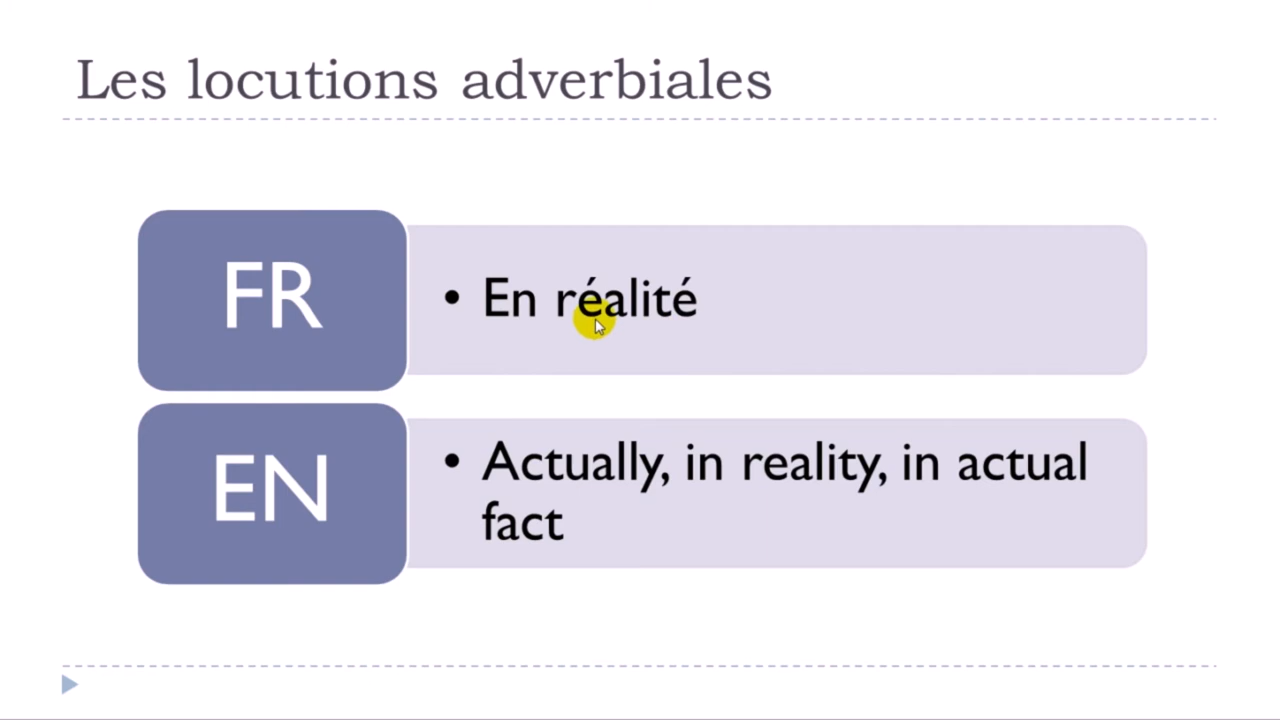 Les locutions adverbiales
FR
• En réalité
EN
• Actually, in reality, in actual
fact